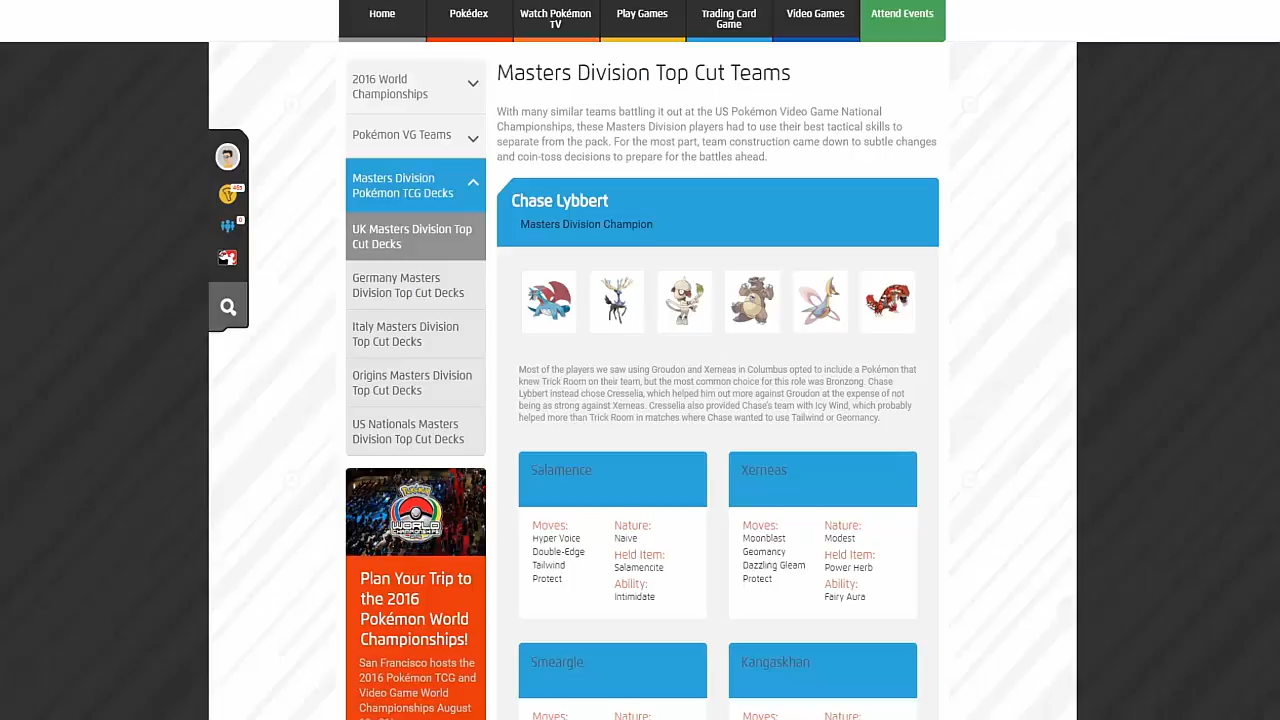 Home
Pokédex
Watch Pokémon
TV
Play Games
Trading Card
Game
Video Games
Attend Events
2016 World
Championships
Pokémon VG Teams
Masters Division
Pokémon TCG Decks
UK Masters Division Top
Cut Decks
Germany Masters
Division Top Cut Decks
Italy Masters Division
Top Cut Decks
Origins Masters Division
Top Cut Decks
US Nationals Masters
Division Top Cut Decks
Pokémon
WORLD
CHAMPIONSHIPS
Plan Your Trip to
the 2016
Pokémon World
Championships!
San Francisco hosts the
2016 Pokémon TCG and
Video Game World
Championships August
Masters Division Top Cut Teams
With many similar teams battling it out at the US Pokémon Video Game National
Championships, these Masters Division players had to use their best tactical skills to
separate from the pack. For the most part, team construction came down to subtle changes
and coin-toss decisions to prepare for the battles ahead.
Chase Lybbert
Masters Division Champion
Most of the players we saw using Groudon and Xerneas in Columbus opted to include a Pokémon that
knew Trick Room on their team, but the most common choice for this role was Bronzong. Chase
Lybbert instead chose Cresselia, which helped him out more against Groudon at the expense of not
being as strong against Xerneas. Cresselia also provided Chase's team with Icy Wind, which probably
helped more than Trick Room in matches where Chase wanted to use Tailwind or Geomancy.
Salamence
Moves:
Hyper Voice
Double-Edge
Tailwind
Protect
Nature:
Naive
Held Item:
Salamencite
Ability:
Intimidate
Xerneas
Moves:
Moonblast
Geomancy
Dazzling Gleam
Protect
Nature:
Modest
Held Item:
Power Herb
Ability:
Fairy Aura
Smeargle
Moves:
Nature:
Kangaskhan
Moves:
Nature: